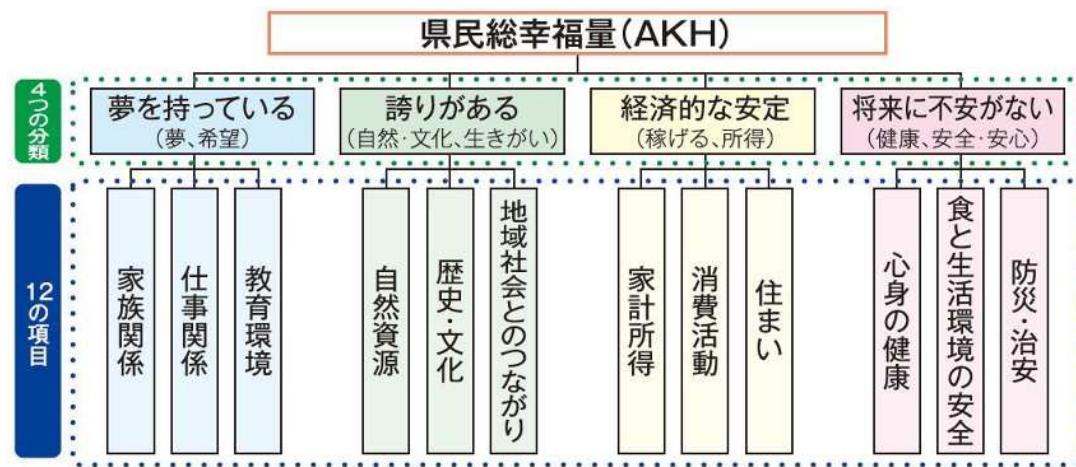 県民総幸福量(AKH)
4つの分類
夢を持っている
(夢、希望)
誇りがある
(自然・文化、生きがい)
経済的な安定
(稼げる、所得)
将来に不安がない
(健康、安全・安心)
12の項目
家族関係
仕事関係
教育環境
自然資源
歴史・文化
地域社会とのつながり
家計所得
消費活動
住まい
心身の健康
食と生活環境の安全
防災・治安